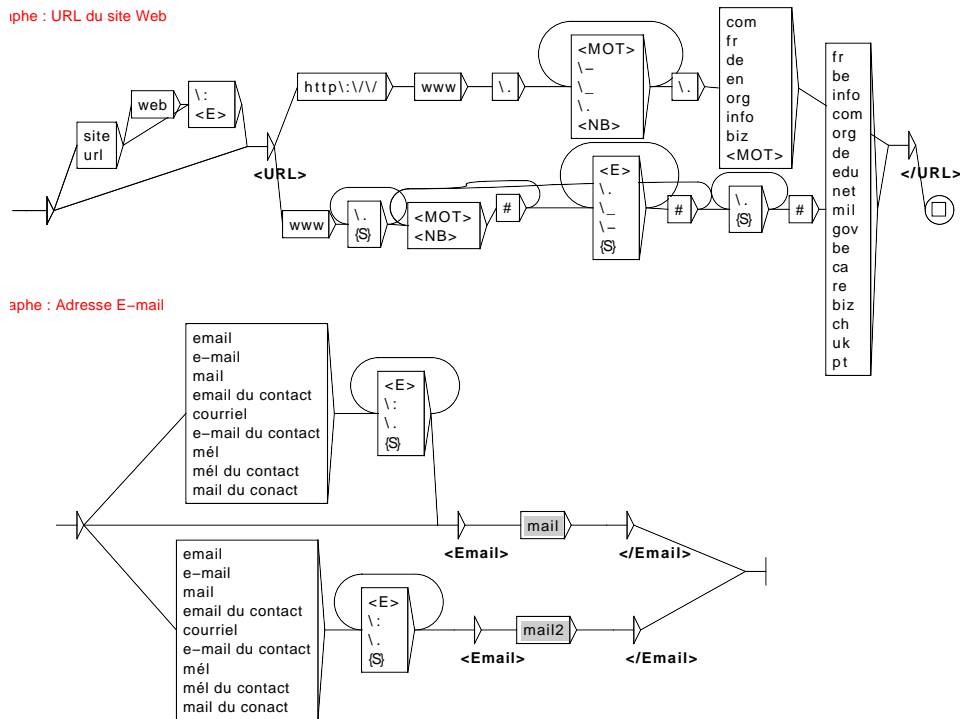 aphe : URL du site Web
site
url
web
\:
<E>
<URL>
http\:\/\/
www
\.
<MOT>
\–
\_
\.
<NB>
\.
com
fr
de
en
org
info
biz
<MOT>
www
\.
{S}
<MOT>
<NB>
#
<E>
\.
\_
\–
{S}
#
\.
{S}
#
fr
be
info
com
org
de
edu
net
mil
gov
be
ca
re
biz
ch
uk
pt
</URL>
aphe : Adresse E–mail
email
e–mail
mail
email du contact
courriel
e–mail du contact
mél
mél du contact
mail du conact
<E>
\:
\.
{S}
<Email>
mail
</Email>
email
e–mail
mail
email du contact
courriel
e–mail du contact
mél
mél du contact
mail du conact
<E>
\:
\.
{S}
<Email>
mail2
</Email>